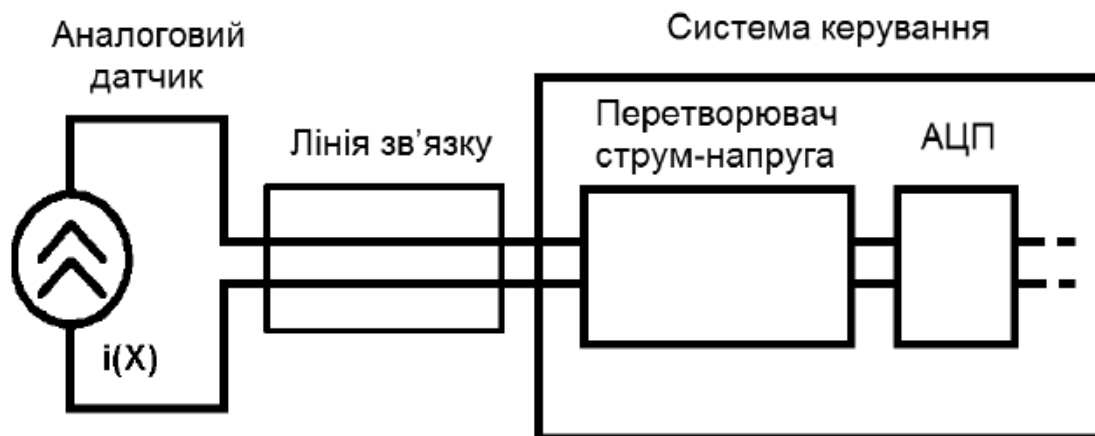 Аналоговий
датчик
Система керування
Лінія зв’язку
Перетворювач
струм-напруга
АЦП
i(X)